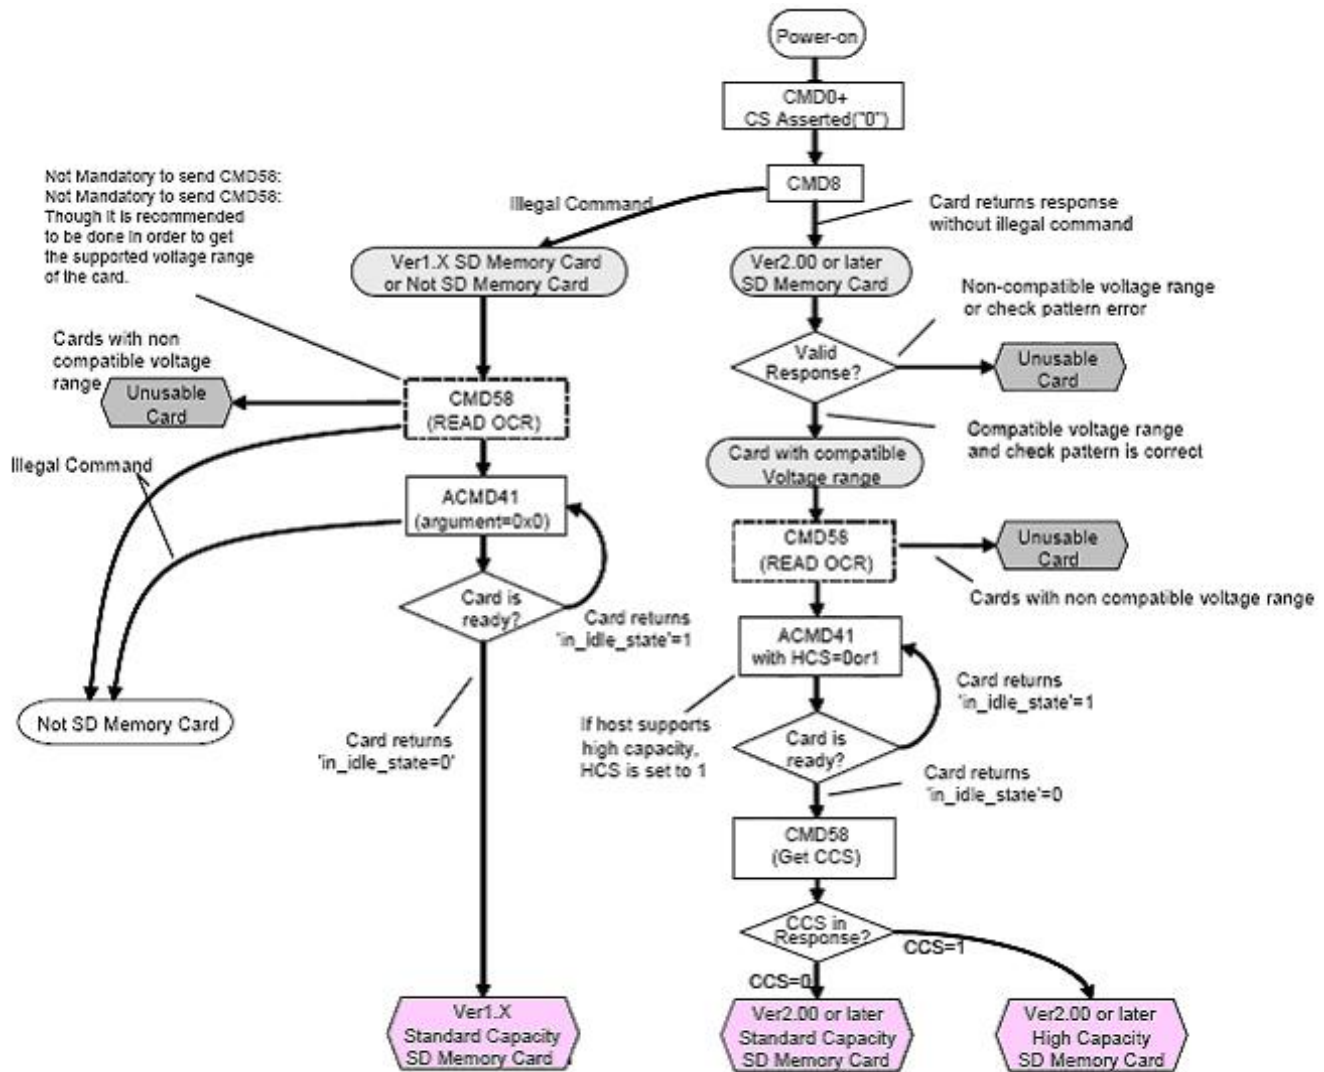 Power-on
CMD0+
CS Asserted("0")
CMD8
Illegal Command
Card returns response
without illegal command
Not Mandatory to send CMD58:
Not Mandatory to send CMD58:
Though it is recommended
to be done in order to get
the supported voltage range
of the card.
Ver1.X SD Memory Card
or Not SD Memory Card
Ver2.00 or later
SD Memory Card
Non-compatible voltage range
or check pattern error
Valid
Response?
Unusable
Card
Cards with non
compatible voltage
range
Unusable
Card
CMD58
(READ OCR)
Compatible voltage range
and check pattern is correct
Card with compatible
Voltage range
Illegal Command
ACMD41
(argument=0x0)
CMD58
(READ OCR)
Unusable
Card
Cards with non compatible voltage range
Card is
ready?
Card returns
'in_idle_state'=1
ACMD41
with HCS=0or1
Card returns
'in_idle_state'=1
Not SD Memory Card
Card returns
'in_idle_state=0'
If host supports
high capacity,
HCS is set to 1
Card is
ready?
Card returns
'in_idle_state'=0
CMD58
(Get CCS)
CCS in
Response?
CCS=1
CCS=0
Ver1.X
Standard Capacity
SD Memory Card
Ver2.00 or later
Standard Capacity
SD Memory Card
Ver2.00 or later
High Capacity
SD Memory Card